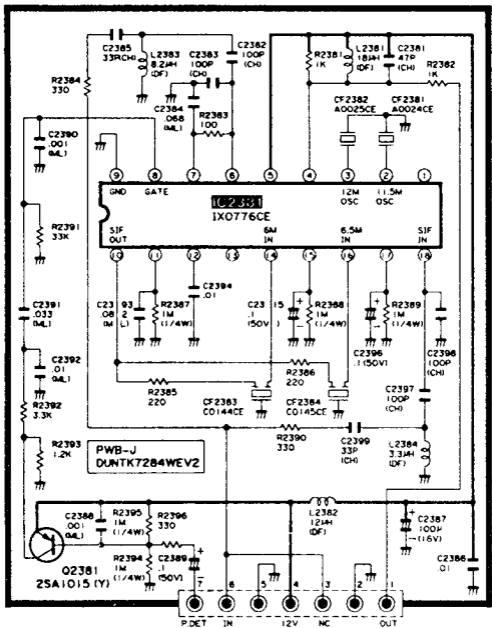 C2385
33P(CH)
L2383
8.2μH
(DF)
C2383
100P
(CH)
C2382
100P
(CH)
R2381
1K
L2381
18μH
(DF)
C2381
47P
(CH)
R2382
1K
R2384
330
C2384
.068
(ML)
R2383
100
CF2382
A0025CE
CF2381
A0024CE
C2390
.001
(ML)
9
8
7
6
5
4
3
2
1
GND
GATE
IC2381
IX0776CE
12M
OSC
11.5M
OSC
SIF
OUT
6M
IN
6.5M
IN
SIF
IN
10
11
12
13
14
15
16
17
18
R2391
33K
C2391
.033
(ML)
C2392
.01
(ML)
R2392
3.3K
R2393
1.2K
C23 93
.08 2
(M L)
R2387
1M
(1/4W)
C2394
.01
C23 15
.1
(50V)
R2388
1M
(1/4W)
R2389
1M
(1/4W)
C2396
.1(50V)
C2398
100P
(CH)
C2397
100P
(CH)
R2386
220
R2385
220
CF2383
C0144CE
CF2384
C0145CE
R2390
330
C2399
33P
(CH)
L2384
3.3μH
(DF)
PWB-J
DUNTK7284WEV2
C2388
.001
(ML)
R2395
1M
(1/4W)
R2396
330
L2382
12μH
(DF)
C2387
100μ
(16V)
C2386
.01
Q2381
2SA1015(Y)
R2394
1M
(1/4W)
C2389
.1
(50V)
7
6
5
4
3
2
1
P.DET
IN
12V
NC
OUT